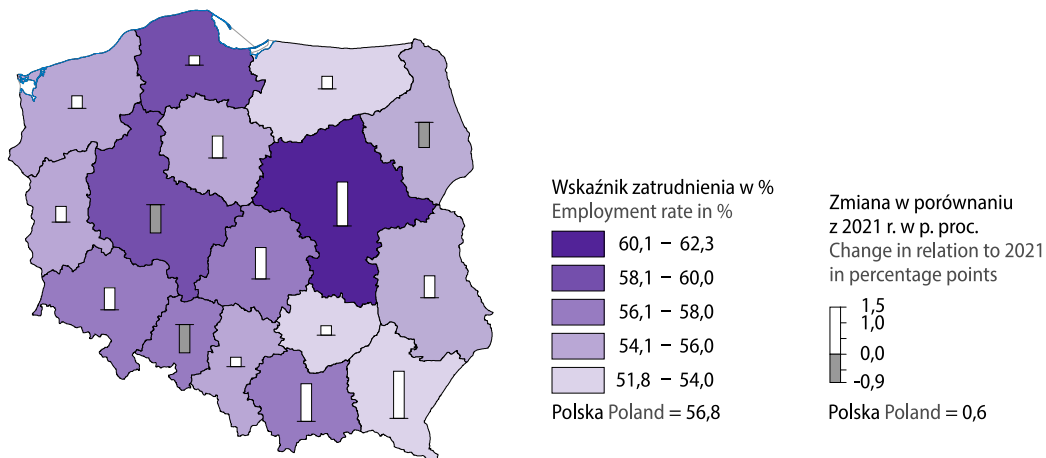 Wskaźnik zatrudnienia w %
Employment rate in %
60,1 – 62,3
58,1 – 60,0
56,1 – 58,0
54,1 – 56,0
51,8 – 54,0
Polska Poland = 56,8
Zmiana w porównaniu
z 2021 r. w p. proc.
Change in relation to 2021
in percentage points
1,5
1,0
0,0
-0,9
Polska Poland = 0,6